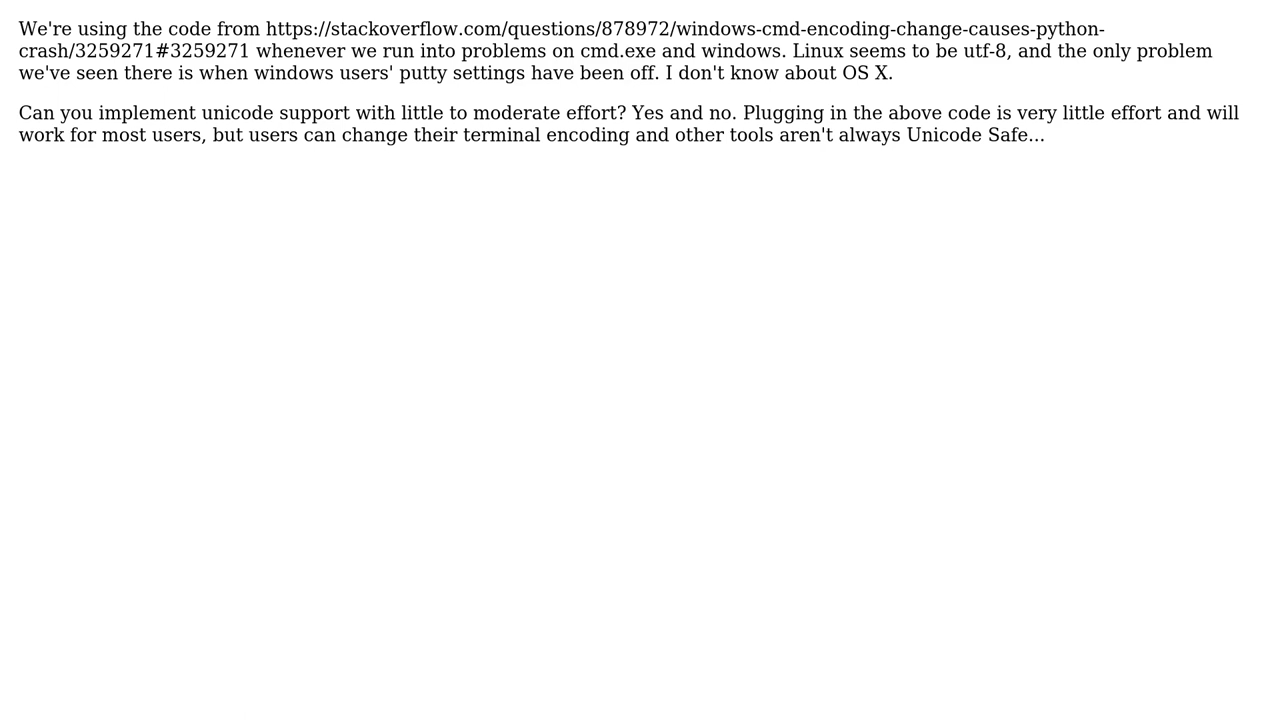 We're using the code from https://stackoverflow.com/questions/878972/windows-cmd-encoding-change-causes-python-
crash/3259271#3259271 whenever we run into problems on cmd.exe and windows. Linux seems to be utf-8, and the only problem
we've seen there is when windows users' putty settings have been off. I don't know about OS X.
Can you implement unicode support with little to moderate effort? Yes and no. Plugging in the above code is very little effort and will
work for most users, but users can change their terminal encoding and other tools aren't always Unicode Safe...